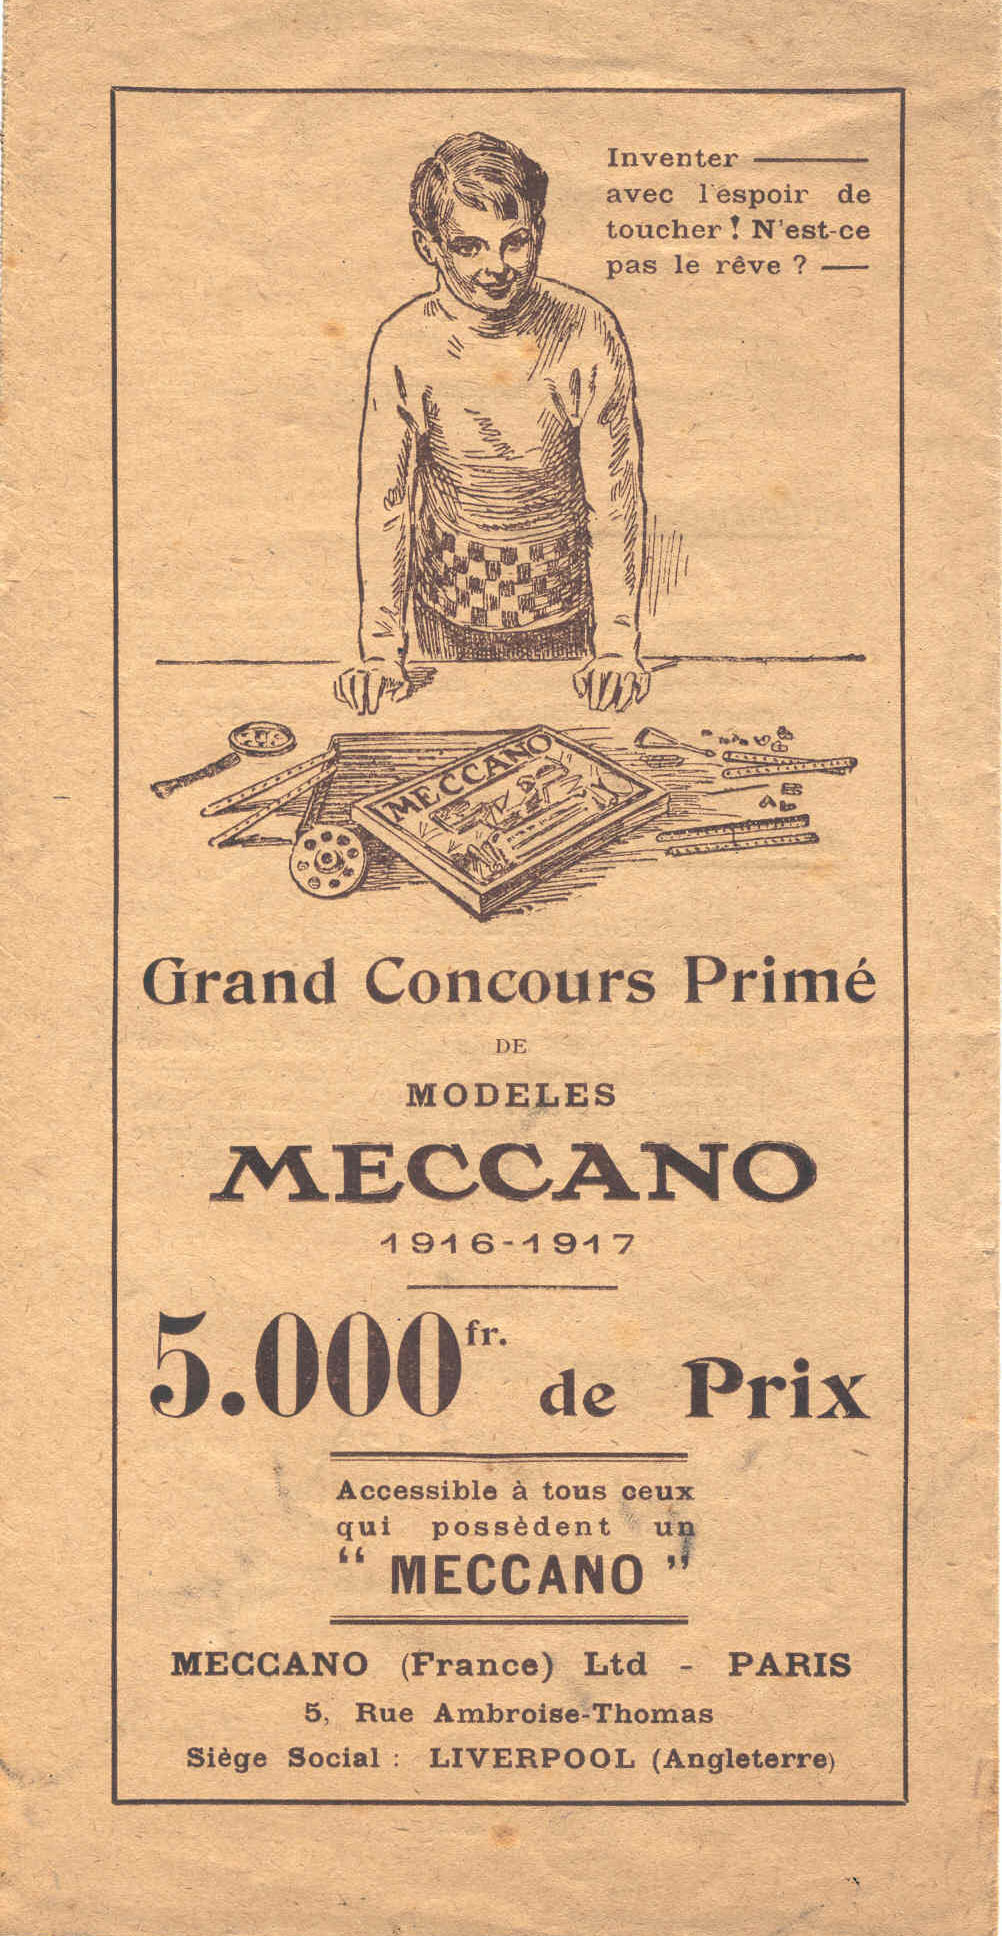 Inventer
avec l'espoir de
toucher ! N'est-ce
pas le rêve ?
MECCANO
Grand Concours Primé
DE
MODELES
MECCANO
1916-1917
5.000 fr. de Prix
Accessible à tous ceux
qui possèdent un
“ MECCANO ”
MECCANO (France) Ltd - PARIS
5, Rue Ambroise-Thomas
Siège Social : LIVERPOOL (Angleterre)